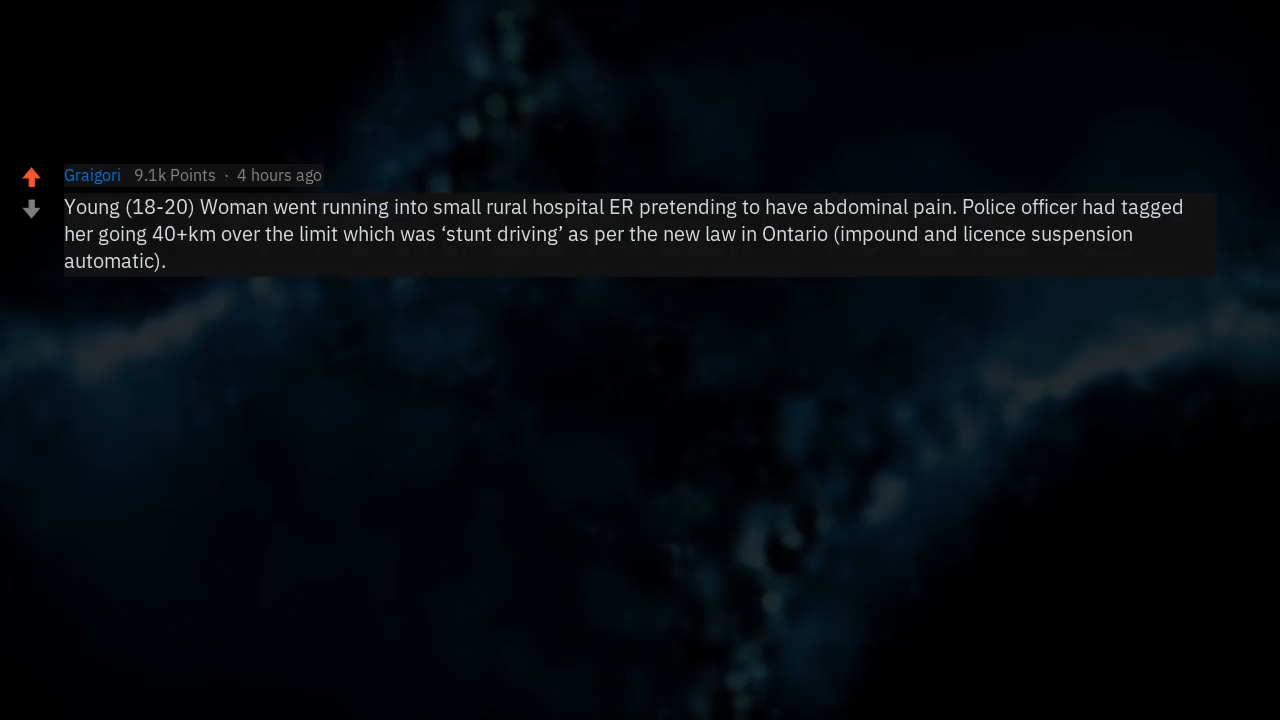 Graigori 9.1k Points · 4 hours ago
Young (18-20) Woman went running into small rural hospital ER pretending to have abdominal pain. Police officer had tagged
her going 40+km over the limit which was ‘stunt driving’ as per the new law in Ontario (impound and licence suspension
automatic).